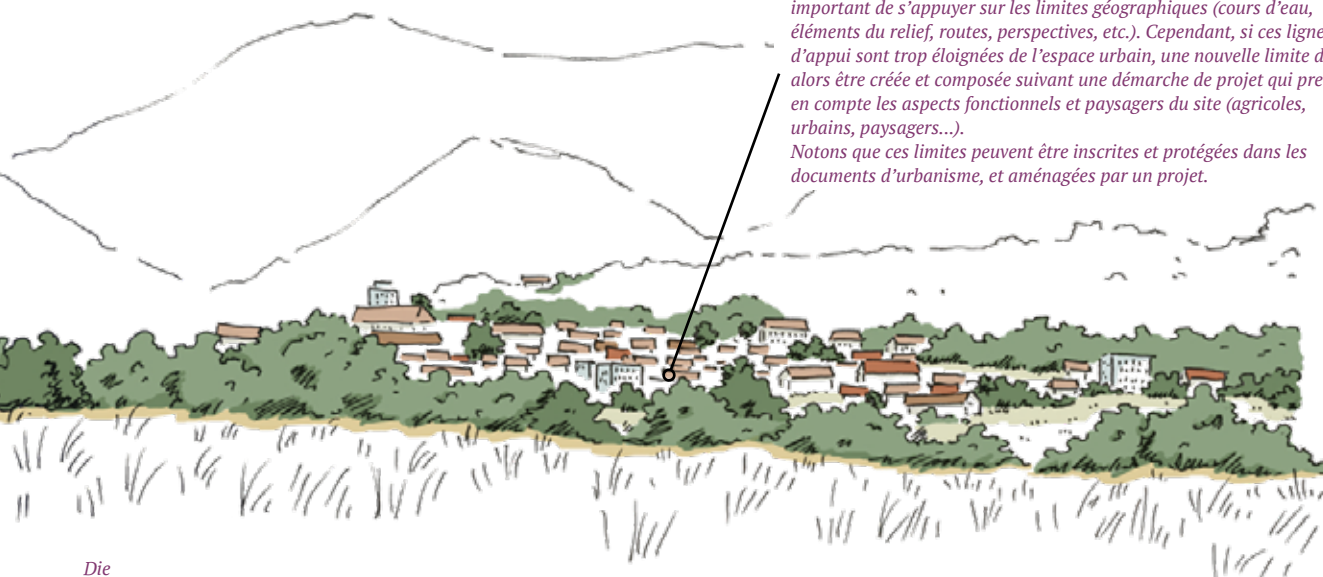 important de s’appuyer sur les limites géographiques (cours d’eau,
éléments du relief, routes, perspectives, etc.). Cependant, si ces ligne
d’appui sont trop éloignées de l’espace urbain, une nouvelle limite d
alors être créée et composée suivant une démarche de projet qui pre
en compte les aspects fonctionnels et paysagers du site (agricoles,
urbains, paysagers...).
Notons que ces limites peuvent être inscrites et protégées dans les
documents d’urbanisme, et aménagées par un projet.
Die